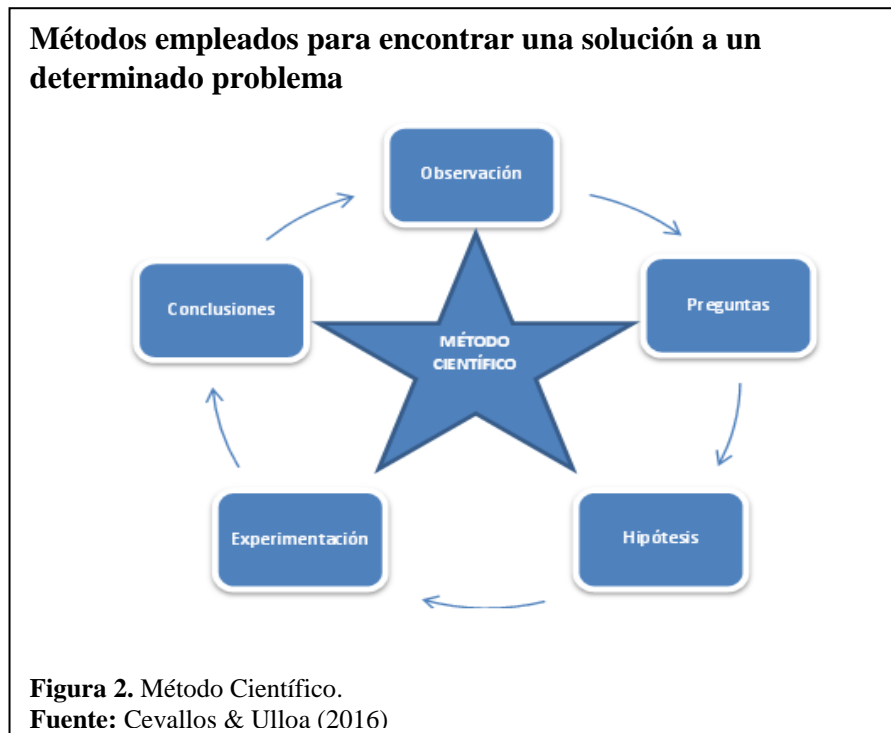 Métodos empleados para encontrar una solución a un
determinado problema
Observación
Preguntas
Hipótesis
Experimentación
Conclusiones
MÉTODO
CIENTÍFICO
Figura 2. Método Científico.
Fuente: Cevallos & Ulloa (2016)